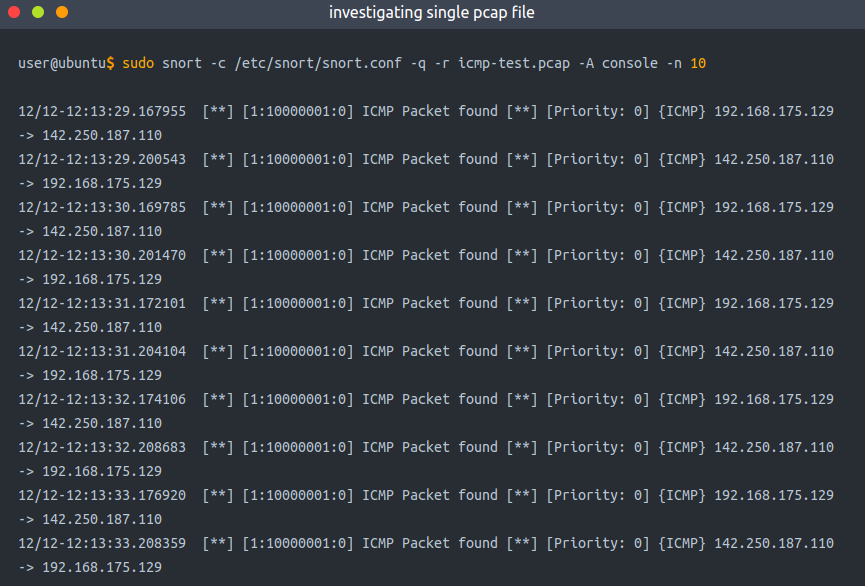 investigating single pcap file
user@ubuntu$ sudo snort -c /etc/snort/snort.conf -q -r icmp-test.pcap -A console -n 10
12/12-12:13:29.167955  [**] [1:10000001:0] ICMP Packet found [**] [Priority: 0] {ICMP} 192.168.175.129
-> 142.250.187.110
12/12-12:13:29.200543  [**] [1:10000001:0] ICMP Packet found [**] [Priority: 0] {ICMP} 142.250.187.110
-> 192.168.175.129
12/12-12:13:30.169785  [**] [1:10000001:0] ICMP Packet found [**] [Priority: 0] {ICMP} 192.168.175.129
-> 142.250.187.110
12/12-12:13:30.201470  [**] [1:10000001:0] ICMP Packet found [**] [Priority: 0] {ICMP} 142.250.187.110
-> 192.168.175.129
12/12-12:13:31.172101  [**] [1:10000001:0] ICMP Packet found [**] [Priority: 0] {ICMP} 192.168.175.129
-> 142.250.187.110
12/12-12:13:31.204104  [**] [1:10000001:0] ICMP Packet found [**] [Priority: 0] {ICMP} 142.250.187.110
-> 192.168.175.129
12/12-12:13:32.174106  [**] [1:10000001:0] ICMP Packet found [**] [Priority: 0] {ICMP} 192.168.175.129
-> 142.250.187.110
12/12-12:13:32.208683  [**] [1:10000001:0] ICMP Packet found [**] [Priority: 0] {ICMP} 142.250.187.110
-> 192.168.175.129
12/12-12:13:33.176920  [**] [1:10000001:0] ICMP Packet found [**] [Priority: 0] {ICMP} 192.168.175.129
-> 142.250.187.110
12/12-12:13:33.208359  [**] [1:10000001:0] ICMP Packet found [**] [Priority: 0] {ICMP} 142.250.187.110
-> 192.168.175.129